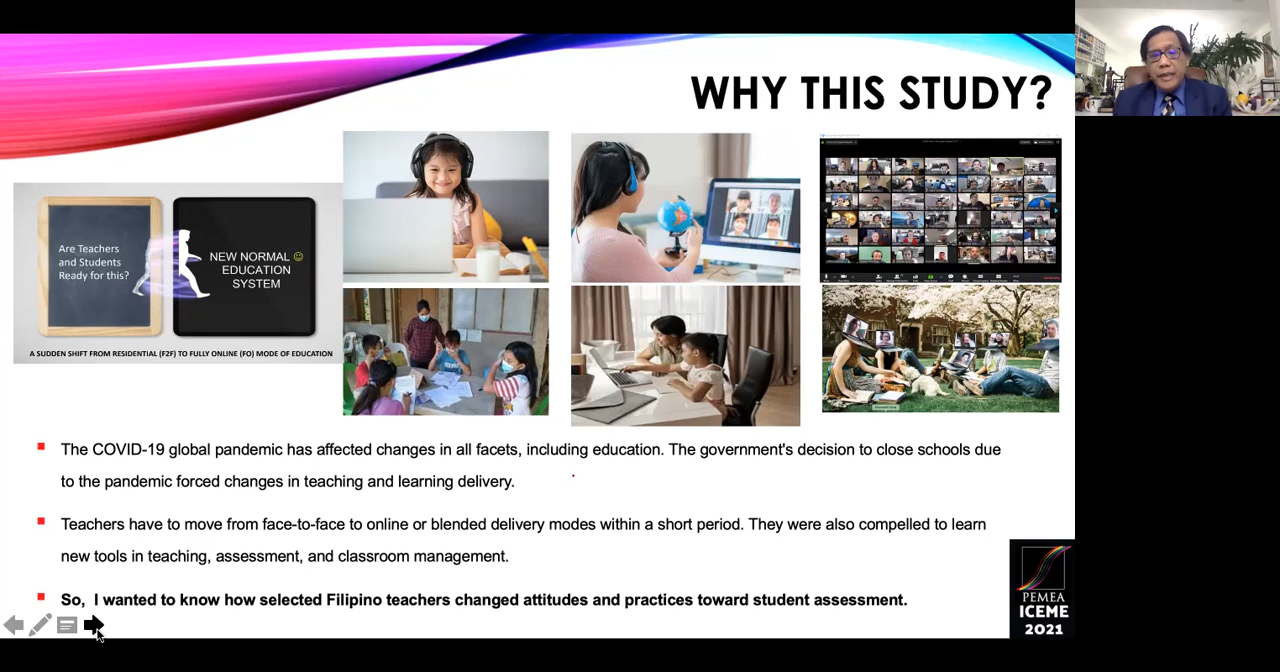 WHY THIS STUDY?
Are Teachers
and Students
Ready for this?
NEW NORMAL
EDUCATION
SYSTEM
A SUDDEN SHIFT FROM RESIDENTIAL (F2F) TO FULLY ONLINE (FO) MODE OF EDUCATION
The COVID-19 global pandemic has affected changes in all facets, including education. The government's decision to close schools due
to the pandemic forced changes in teaching and learning delivery.
Teachers have to move from face-to-face to online or blended delivery modes within a short period. They were also compelled to learn
new tools in teaching, assessment, and classroom management.
So, I wanted to know how selected Filipino teachers changed attitudes and practices toward student assessment.
PEMEA
ICEME
2021